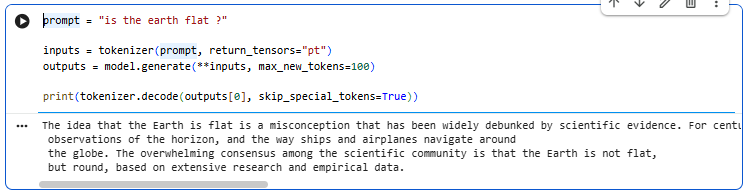 prompt = "is the earth flat ?"
inputs = tokenizer(prompt, return_tensors="pt")
outputs = model.generate(**inputs, max_new_tokens=100)
print(tokenizer.decode(outputs[0], skip_special_tokens=True))
The idea that the Earth is flat is a misconception that has been widely debunked by scientific evidence. For
observations of the horizon, and the way ships and airplanes navigate around
the globe. The overwhelming consensus among the scientific community is that the Earth is not flat,
but round, based on extensive research and empirical data.